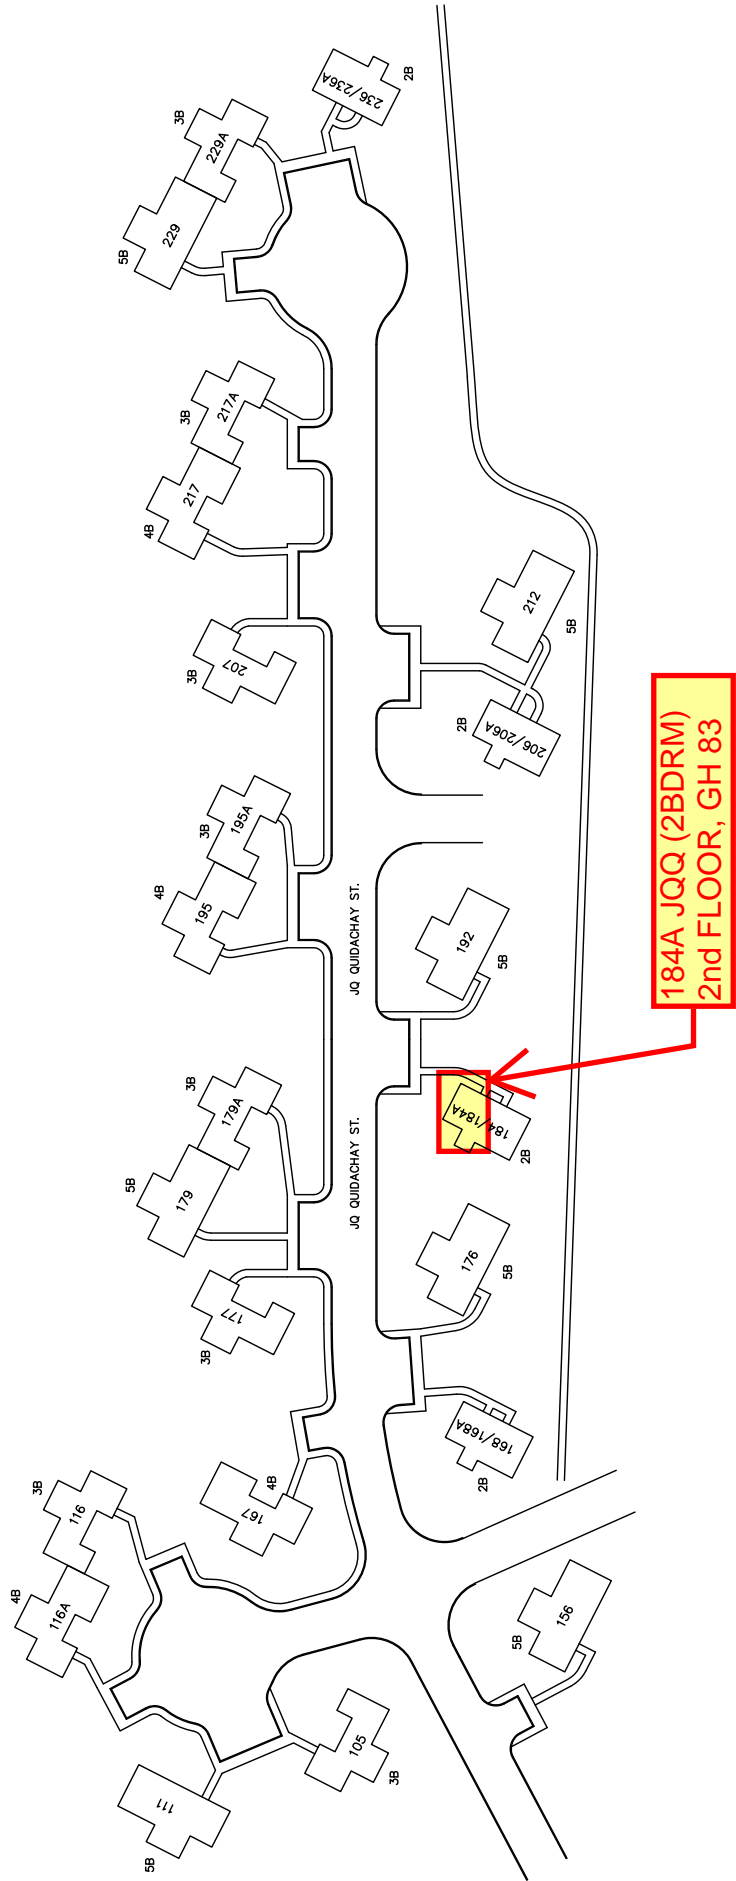 2B
236/236A
3B
229A
229
5B
217A
3B
217
4B
212
5B
207
3B
2B
206/206A
195A
3B
4B
195
JQ QUIDACHAY ST.
192
5B
184A JQQ (2BDRM)
2nd FLOOR, GH 83
3B
179A
184/184A
2B
JQ QUIDACHAY ST.
5B
179
176
5B
177
3B
168/168A
2B
4B
167
3B
116
4B
116A
156
5B
105
3B
111
5B